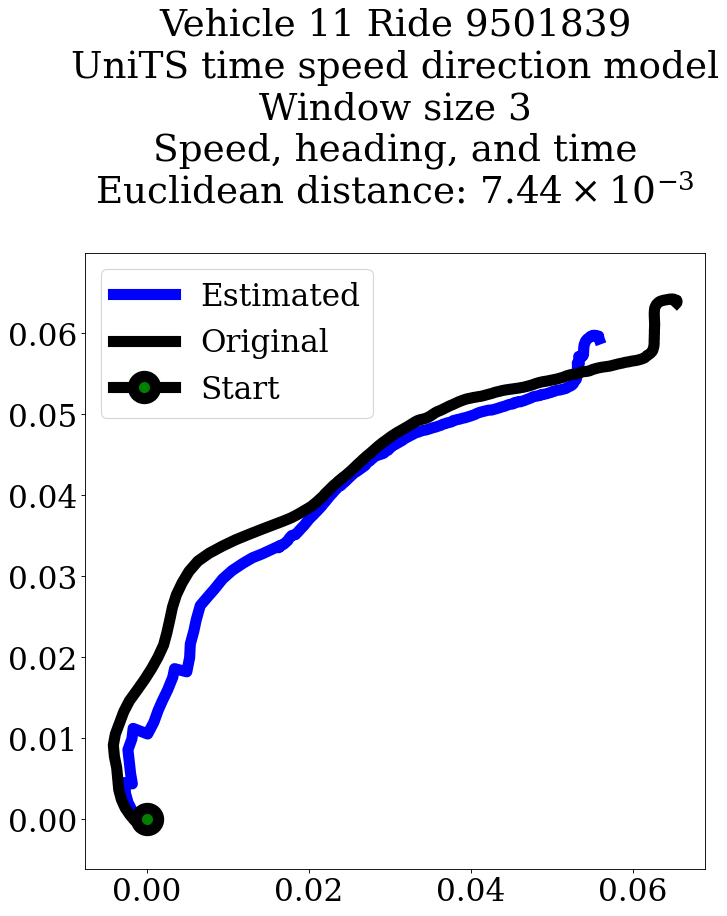 Vehicle 11 Ride 9501839
UniTS time speed direction model
Window size 3
Speed, heading, and time
Euclidean distance: 7.44 × 10⁻³
Estimated
Original
Start
0.06
0.05
0.04
0.03
0.02
0.01
0.00
0.00 0.02 0.04 0.06